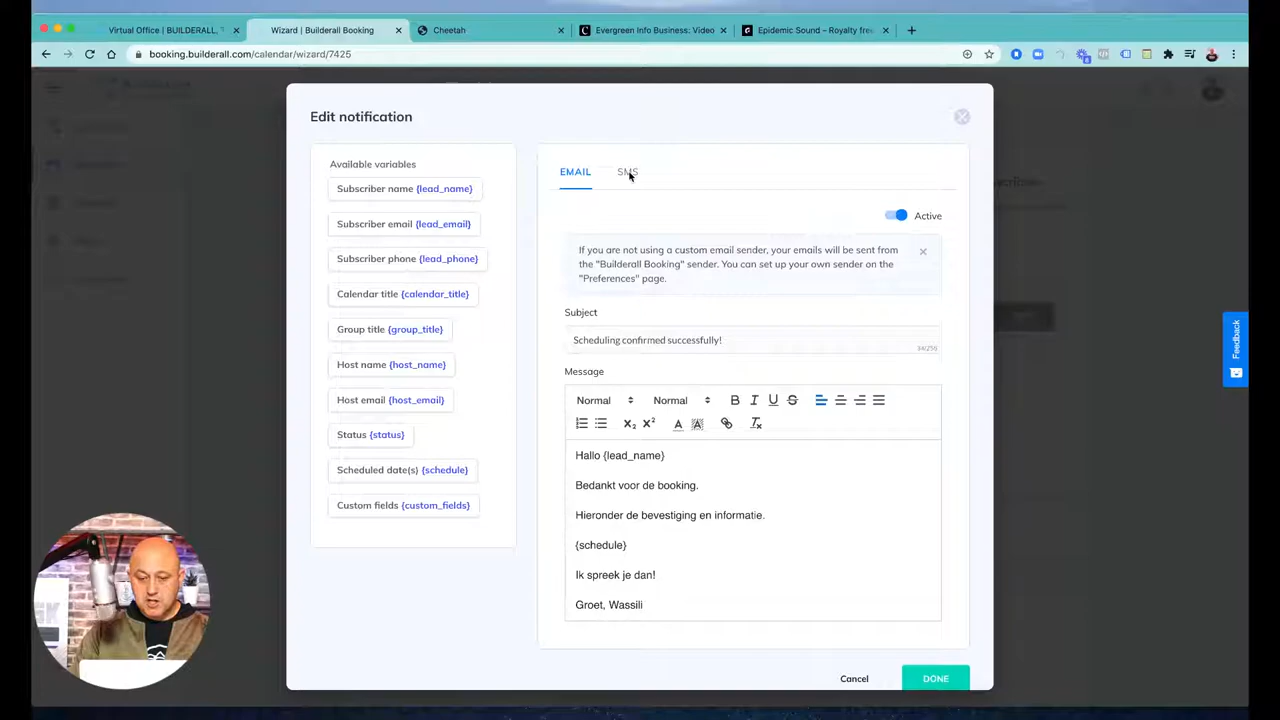 Virtual Office | BUILDERALL
Wizard | Builderall Booking
Cheetah
Evergreen Info Business: Video
Epidemic Sound – Royalty free
booking.builderall.com/calendar/wizard/7425
Edit notification
Available variables
Subscriber name {lead_name}
Subscriber email {lead_email}
Subscriber phone {lead_phone}
Calendar title {calendar_title}
Group title {group_title}
Host name {host_name}
Host email {host_email}
Status {status}
Scheduled date(s) {schedule}
Custom fields {custom_fields}
EMAIL
SMS
Active
If you are not using a custom email sender, your emails will be sent from
the "Builderall Booking" sender. You can set up your own sender on the
"Preferences" page.
Subject
Scheduling confirmed successfully!
34/250
Message
Normal
Normal
Hallo {lead_name}
Bedankt voor de booking.
Hieronder de bevestiging en informatie.
{schedule}
Ik spreek je dan!
Groet, Wassili
Cancel
DONE
Feedback